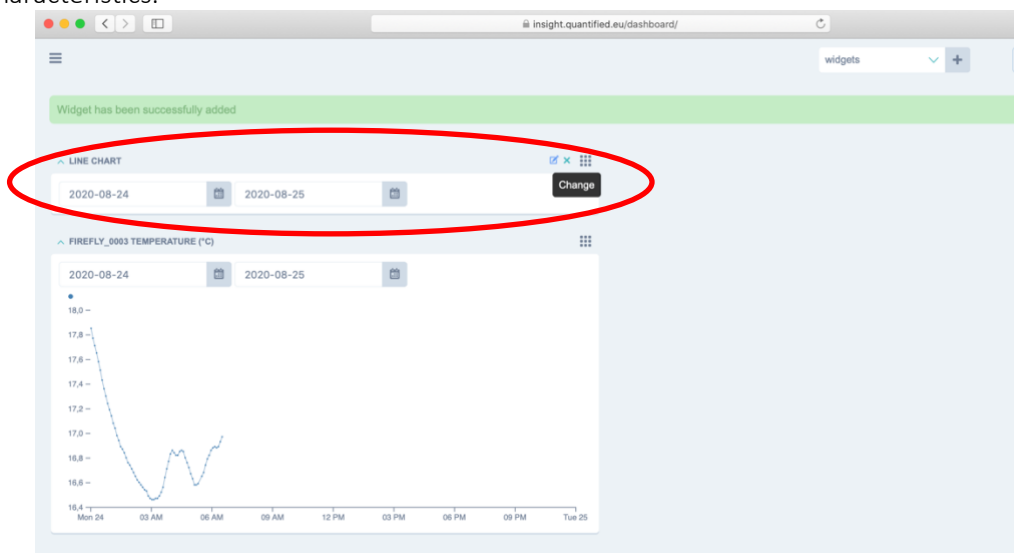 insight.quantified.eu/dashboard/
widgets
+
Widget has been successfully added
LINE CHART
Change
2020-08-24
2020-08-25
FIREFLY_0003 TEMPERATURE (°C)
2020-08-24
2020-08-25
18,0
17,8
17,6
17,4
17,2
17,0
16,8
16,6
16,4
Mon 24 03 AM 06 AM 09 AM 12 PM 03 PM 06 PM 09 PM Tue 25